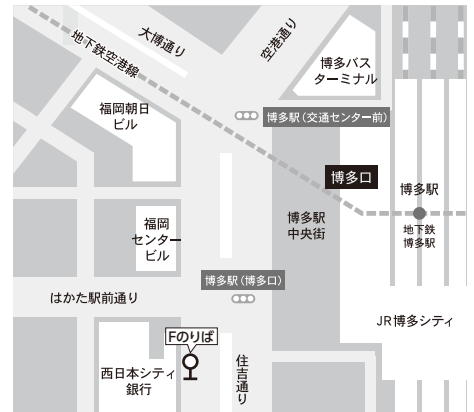 大博通り
空港通り
地下鉄空港線
博多バス
ターミナル
福岡朝日
ビル
博多駅(交通センター前)
博多口
博多駅
福岡
センター
ビル
博多駅
中央街
地下鉄
博多駅
博多駅(博多口)
はかた駅前通り
JR博多シティ
Fのりば
西日本シティ
銀行
住吉通り